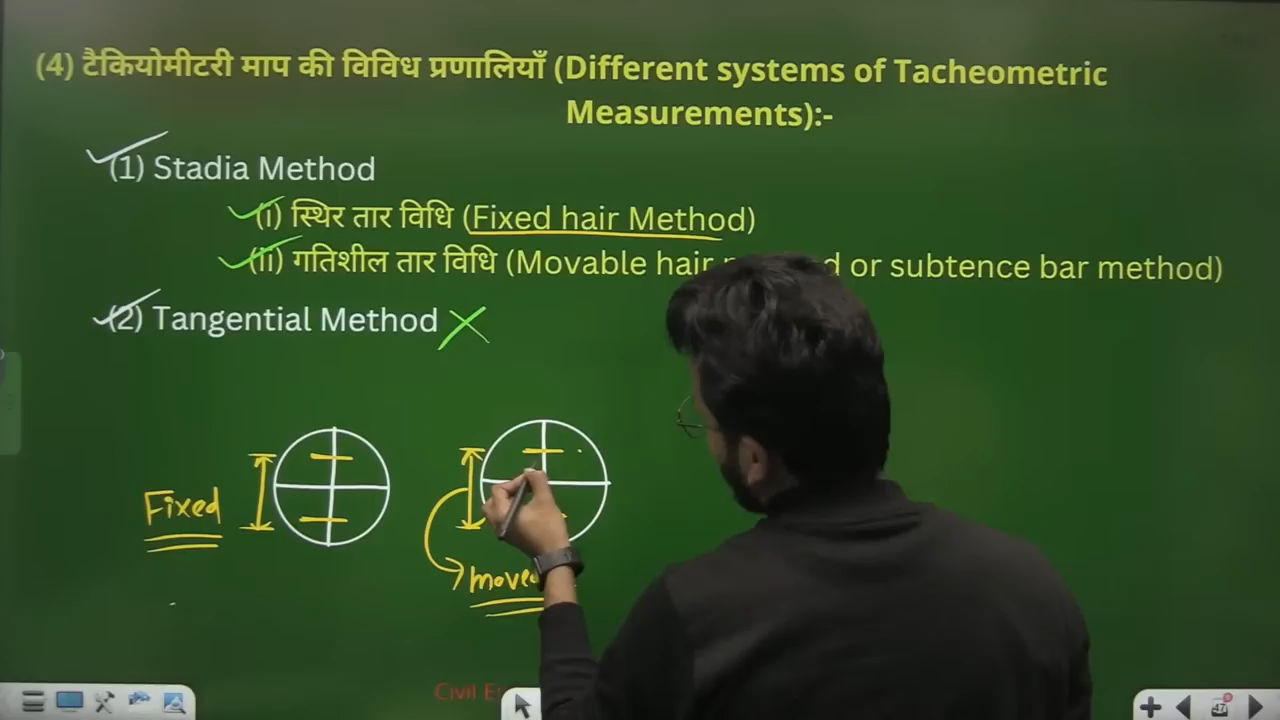 (4) टैकियोमीटरी माप की विविध प्रणालियाँ (Different systems of Tacheometric
Measurements):-
(1) Stadia Method
(i) स्थिर तार विधि (Fixed hair Method)
(ii) गतिशील तार विधि (Movable hair or subtence bar method)
(2) Tangential Method
Fixed
Civil
47